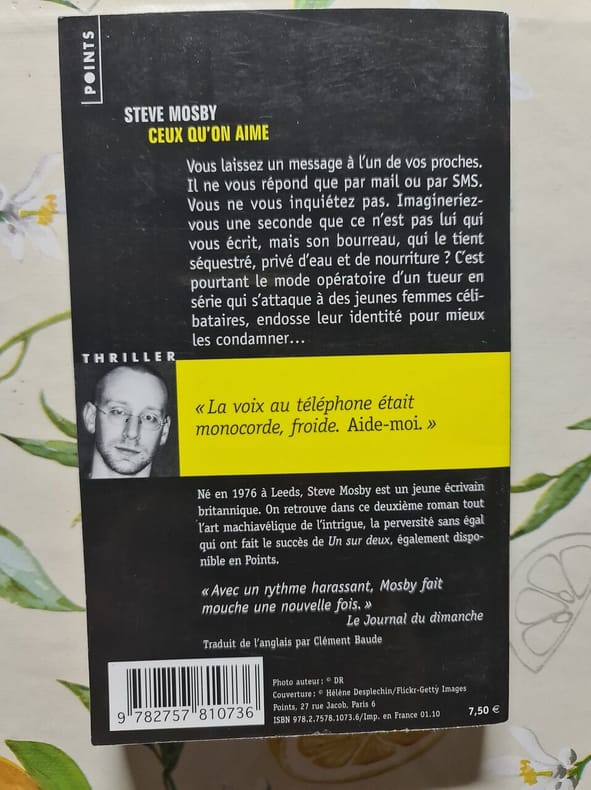 POINTS
STEVE MOSBY
CEUX QU'ON AIME
Vous laissez un message à l'un de vos proches.
Il ne vous répond que par mail ou par SMS.
Vous ne vous inquiétez pas. Imagineriez-
vous une seconde que ce n'est pas lui qui
vous écrit, mais son bourreau, qui le tient
séquestré, privé d'eau et de nourriture ? C'est
pourtant le mode opératoire d'un tueur en
série qui s'attaque à des jeunes femmes céli-
bataires, endosse leur identité pour mieux
les condamner...
THRILLER
« La voix au téléphone était
monocorde, froide. Aide-moi. »
Né en 1976 à Leeds, Steve Mosby est un jeune écrivain
britannique. On retrouve dans ce deuxième roman tout
l'art machiavélique de l'intrigue, la perversité sans égal
qui ont fait le succès de Un sur deux, également dispo-
nible en Points.
« Avec un rythme harassant, Mosby fait
mouche une nouvelle fois. »
Le Journal du dimanche
Traduit de l'anglais par Clément Baude
Photo auteur : © DR
Couverture : © Hélène Desplechin/Flickr-Getty Images
Points, 27 rue Jacob, Paris 6
ISBN 978.2.7578.1073.6/Imp. en France 01.10
7,50 €
9 782757 810736